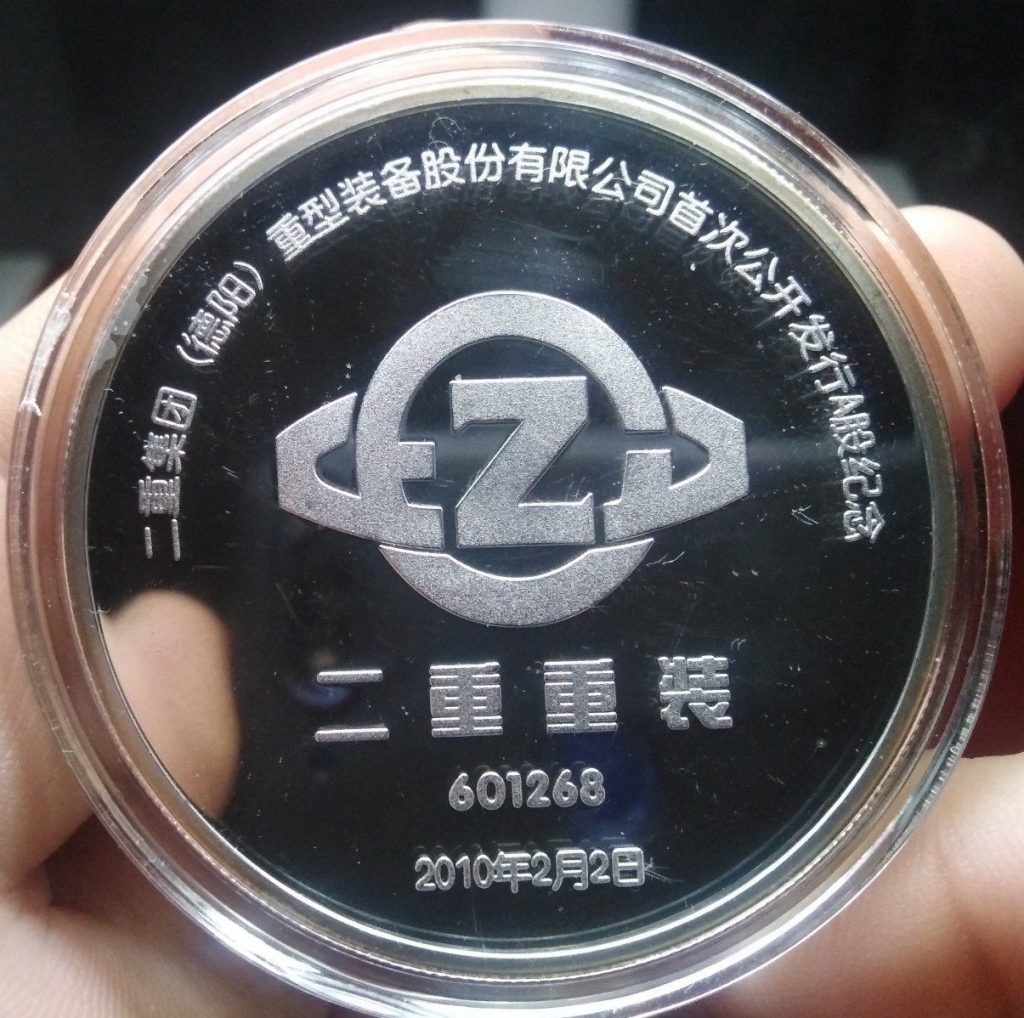 二重集团（德阳）重型装备股份有限公司首次公开发行A股纪念
EZJ
二重重装
601268
2010年2月2日